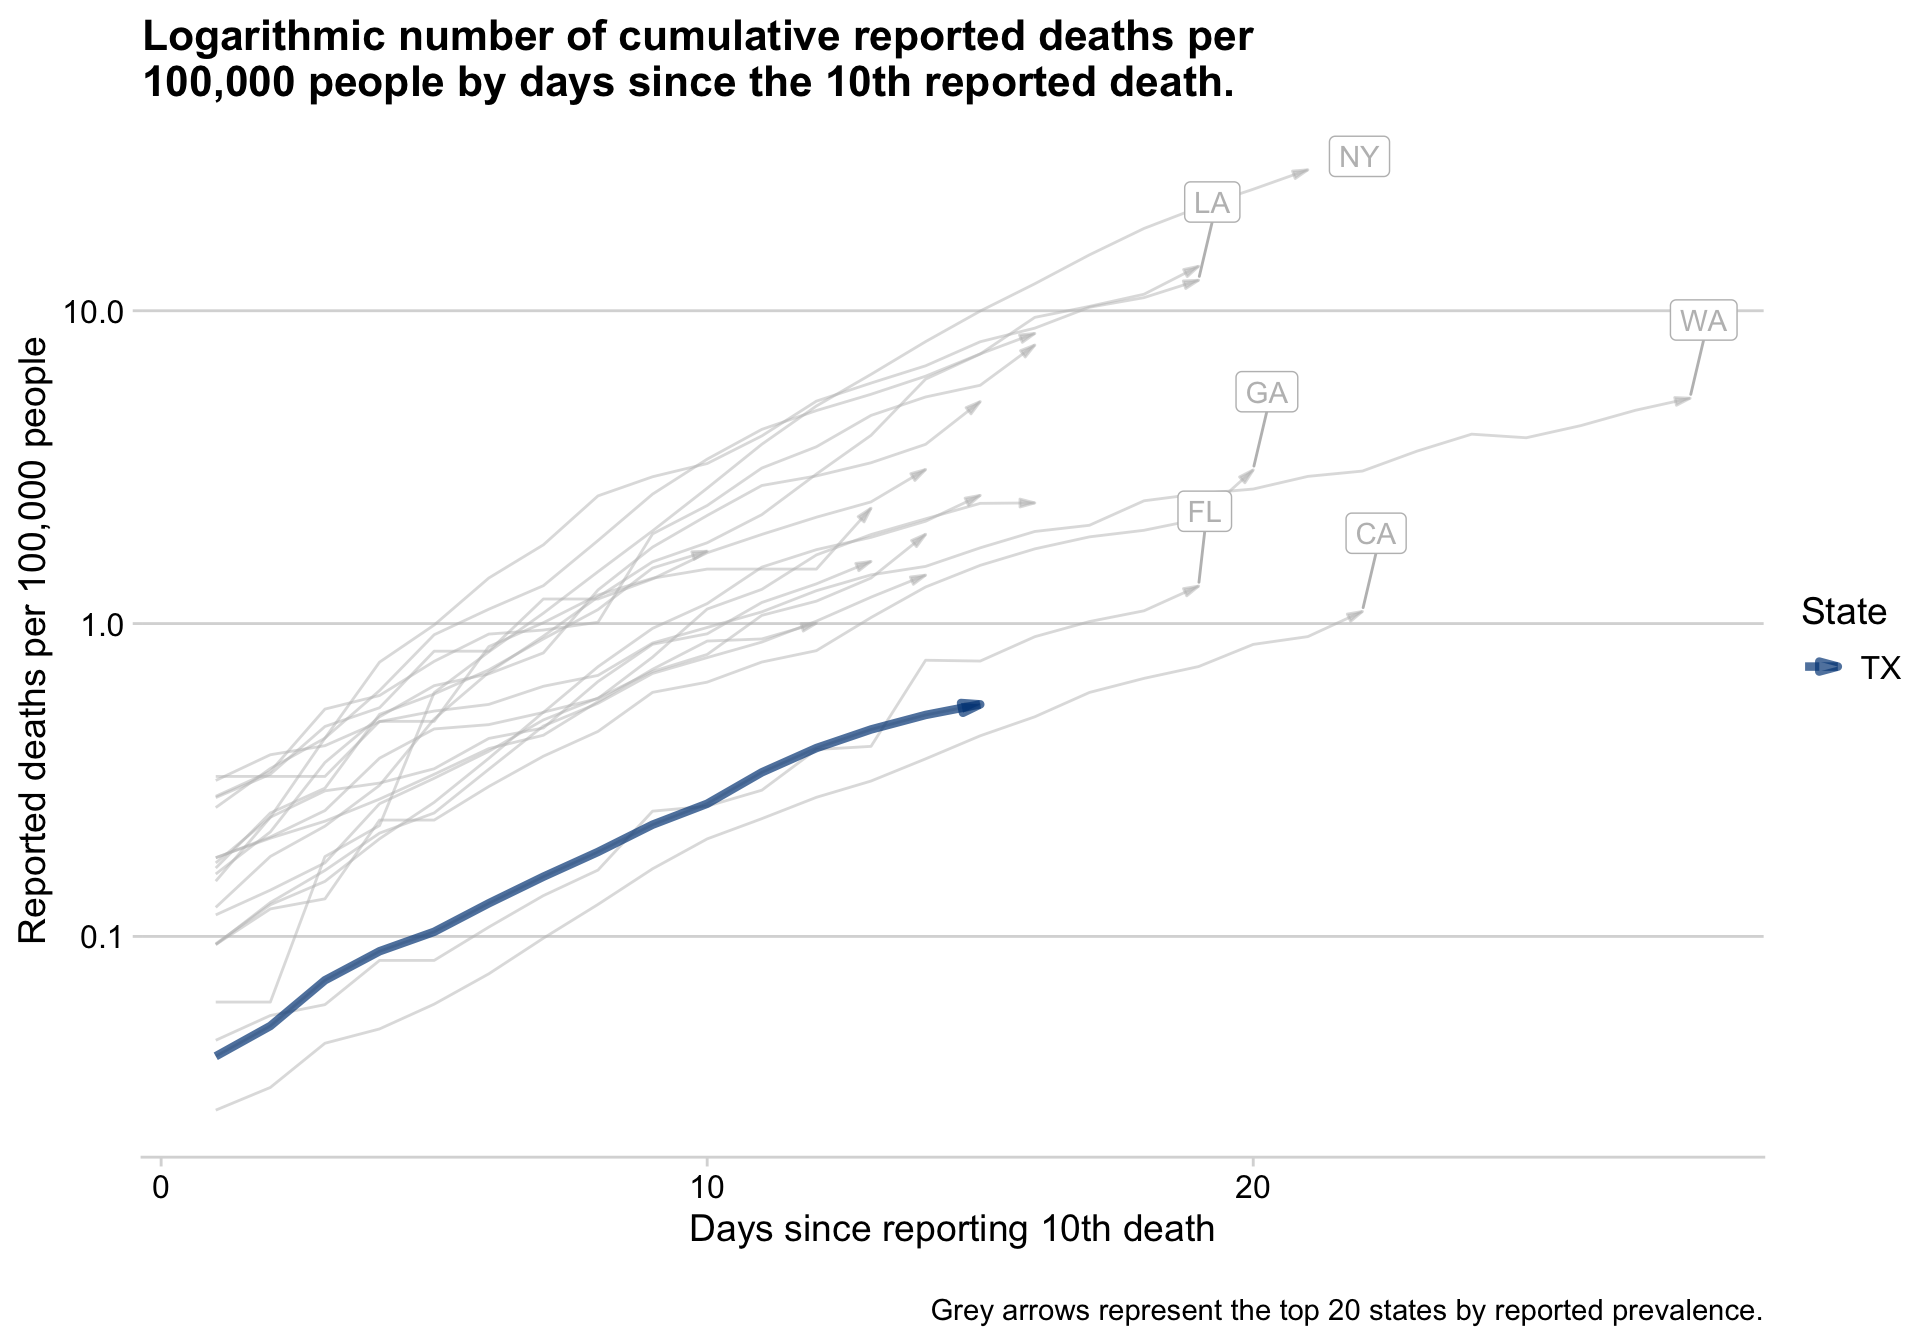 Logarithmic number of cumulative reported deaths per
100,000 people by days since the 10th reported death.
NY
LA
10.0
WA
GA
FL
CA
1.0
0.1
Reported deaths per 100,000 people
State
TX
0
10
20
Days since reporting 10th death
Grey arrows represent the top 20 states by reported prevalence.